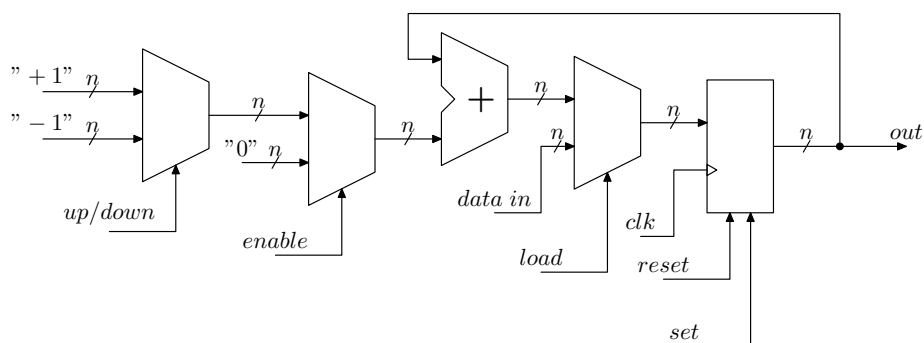 " + 1"
n
" − 1"
n
up/down
n
"0"
n
enable
n
+
n
n
data in
load
n
clk
reset
set
n
out